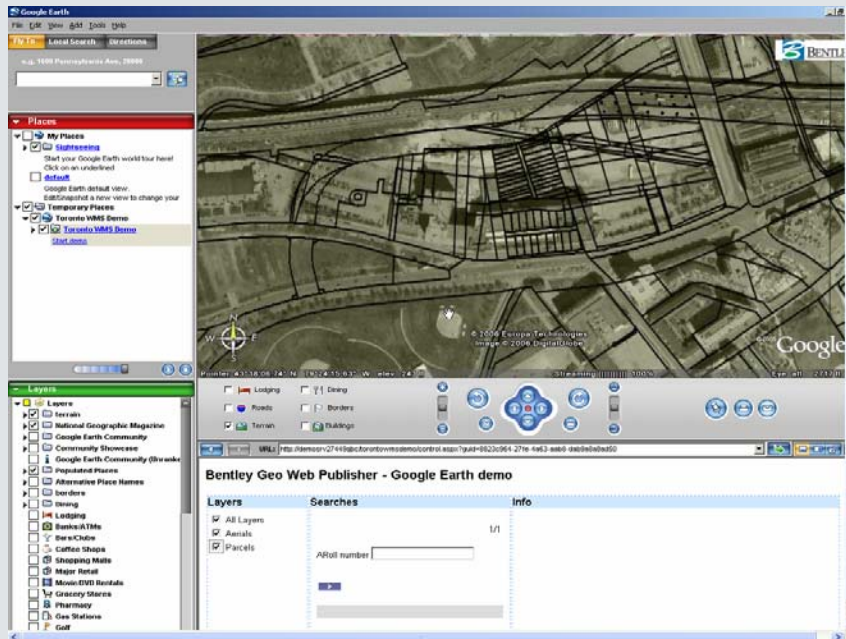 Google Earth
File Edit View Add Tools Help
Fly To Local Search Directions
e.g., 1600 Pennsylvania Ave, 20006
Places
My Places
Sightseeing
Start your Google Earth world tour here!
Click on an underlined
default
Google Earth default view.
Edit/Snapshot a new view to change your
Temporary Places
Toronto WMS Demo
Toronto WMS Demo
Start demo
BENTL
N
W E
S
© 2006 Europa Technologies
Image © 2006 DigitalGlobe
Google
Streaming 100%
Layers
Layers
terrain
National Geographic Magazine
Google Earth Community
Community Showcase
Google Earth Community (Unranke
Populated Places
Alternative Place Names
borders
Dining
Lodging
Banks/ATMs
Bars/Clubs
Coffee Shops
Shopping Malls
Major Retail
Movie/DVD Rentals
Grocery Stores
Pharmacy
Gas Stations
Golf
Lodging Dining
Roads Borders
Terrain Buildings
URL:
Bentley Geo Web Publisher - Google Earth demo
Layers Searches Info
All Layers
Aerials
Parcels
1/1
ARoll number